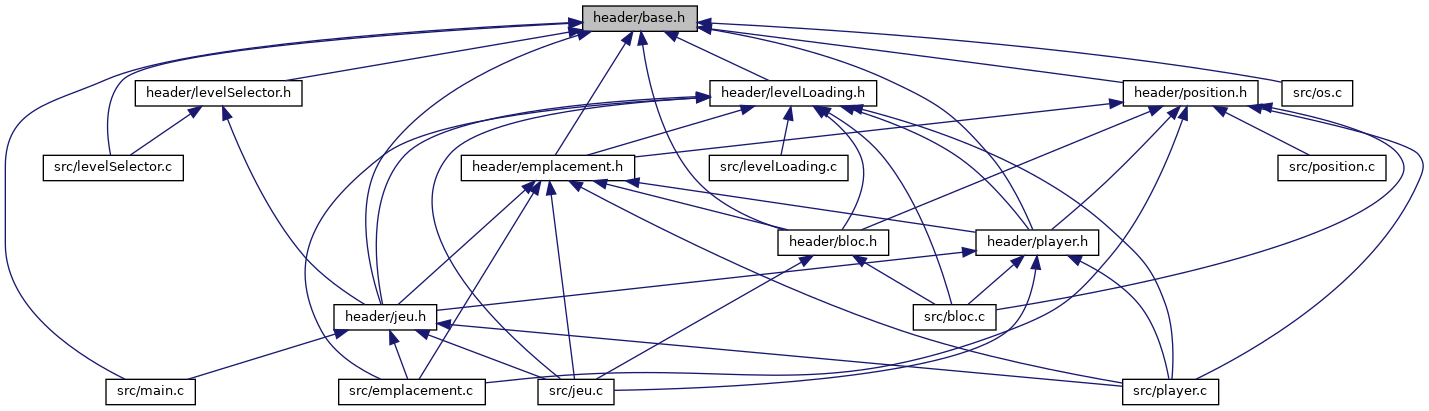 header/base.h
header/levelSelector.h
header/levelLoading.h
header/position.h
src/os.c
src/levelSelector.c
header/emplacement.h
src/levelLoading.c
src/position.c
header/bloc.h
header/player.h
header/jeu.h
src/bloc.c
src/main.c
src/emplacement.c
src/jeu.c
src/player.c